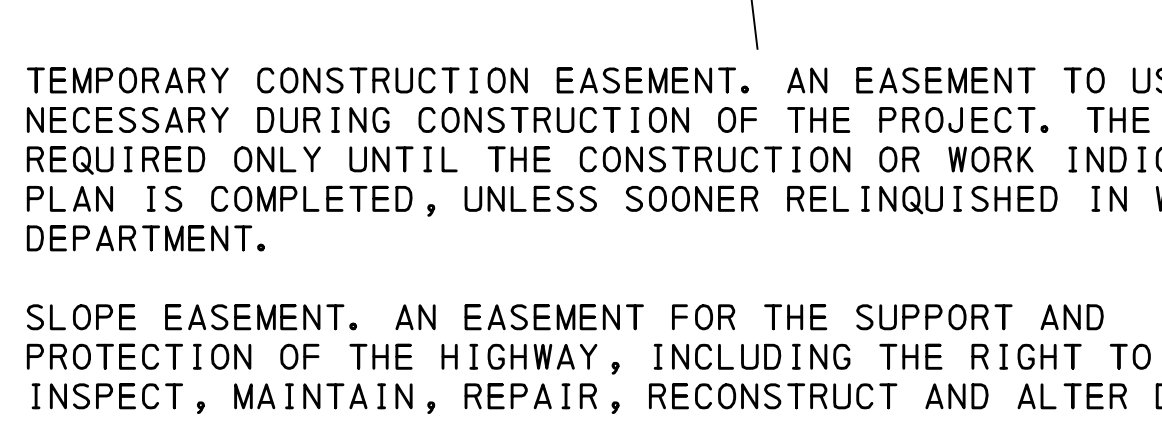 TEMPORARY CONSTRUCTION EASEMENT. AN EASEMENT TO
NECESSARY DURING CONSTRUCTION OF THE PROJECT. THE
REQUIRED ONLY UNTIL THE CONSTRUCTION OR WORK
PLAN IS COMPLETED, UNLESS SOONER RELINQUISHED IN
DEPARTMENT.
SLOPE EASEMENT. AN EASEMENT FOR THE SUPPORT AND
PROTECTION OF THE HIGHWAY, INCLUDING THE RIGHT TO
INSPECT, MAINTAIN, REPAIR, RECONSTRUCT AND ALTER